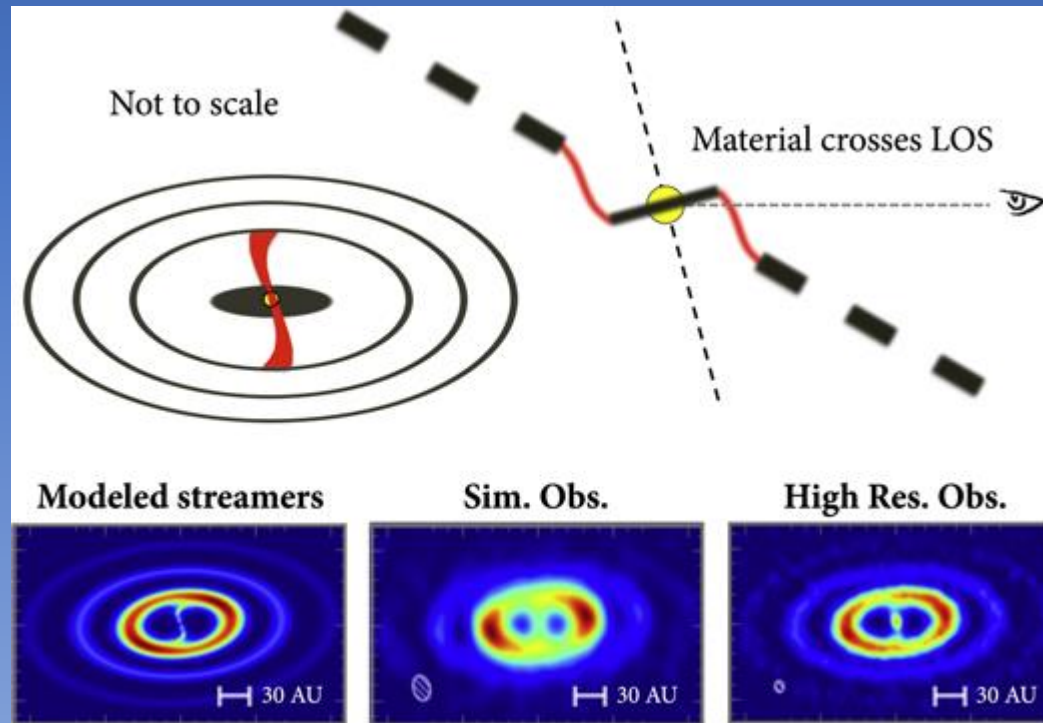 Not to scale
Material crosses LOS
Modeled streamers
Sim. Obs.
High Res. Obs.
30 AU
30 AU
30 AU